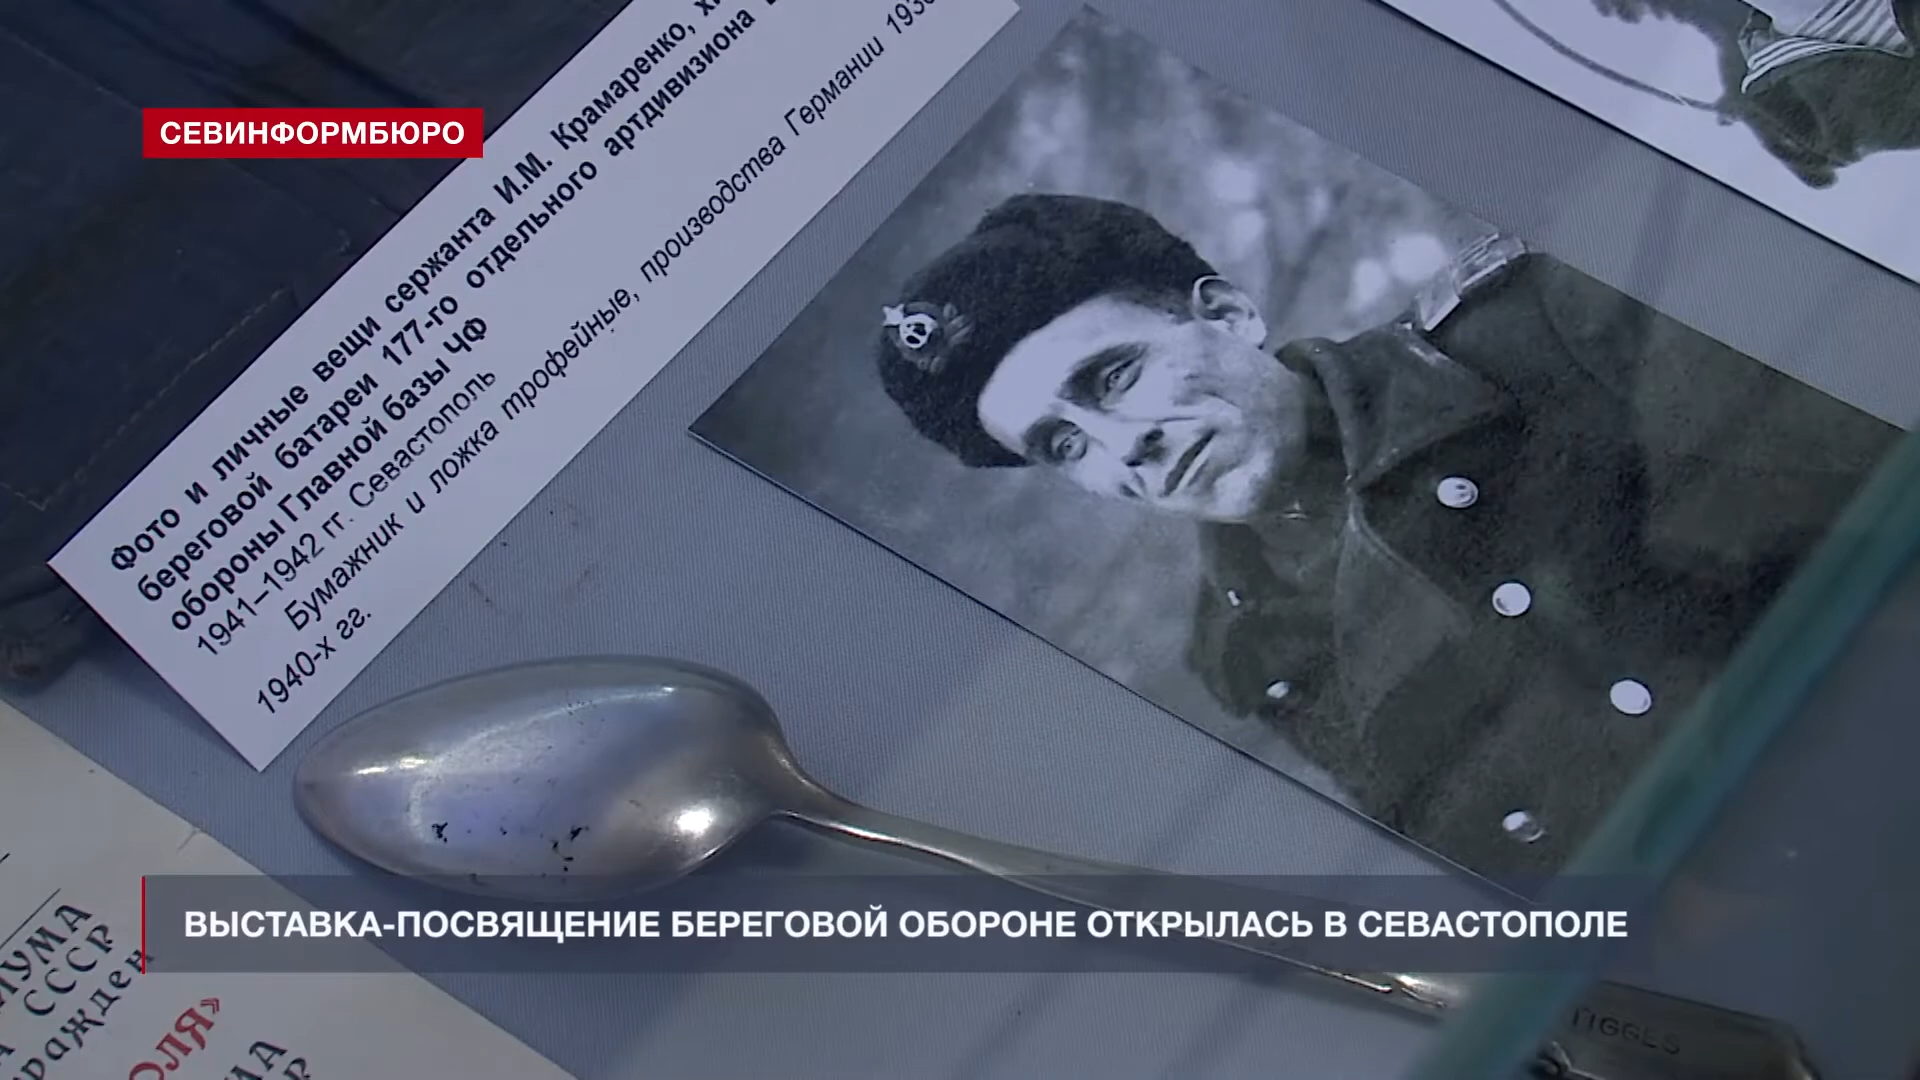 СЕВИНФОРМБЮРО
Фото и личные вещи сержанта И.М. Крамаренко,
береговой батареи 177-го отдельного артдивизиона
обороны Главной базы ЧФ
1941–1942 гг. Севастополь
Бумажник и ложка трофейные, производства Германии
1940-х гг.
СССР
ВЫСТАВКА-ПОСВЯЩЕНИЕ БЕРЕГОВОЙ ОБОРОНЕ ОТКРЫЛАСЬ В СЕВАСТОПОЛЕ
TIGGES